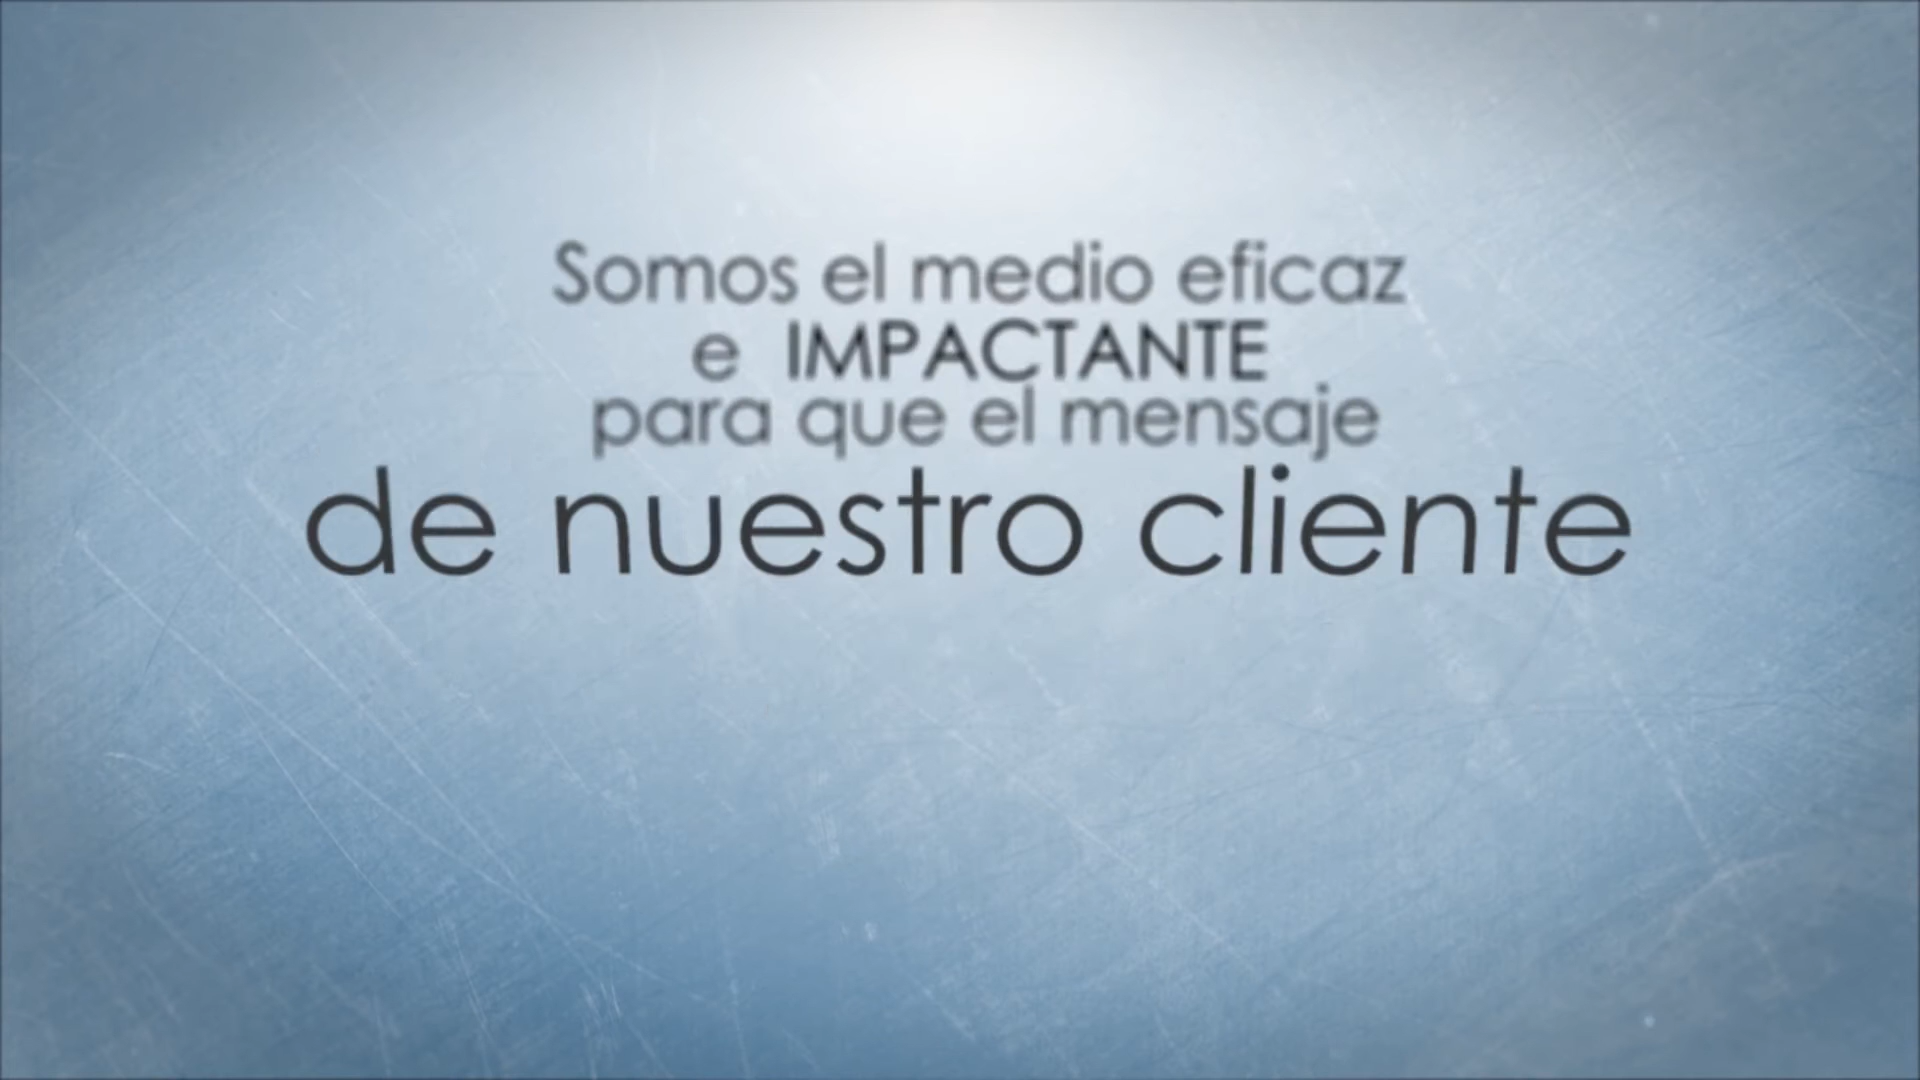 Somos el medio eficaz
e IMPACTANTE
para que el mensaje
de nuestro cliente